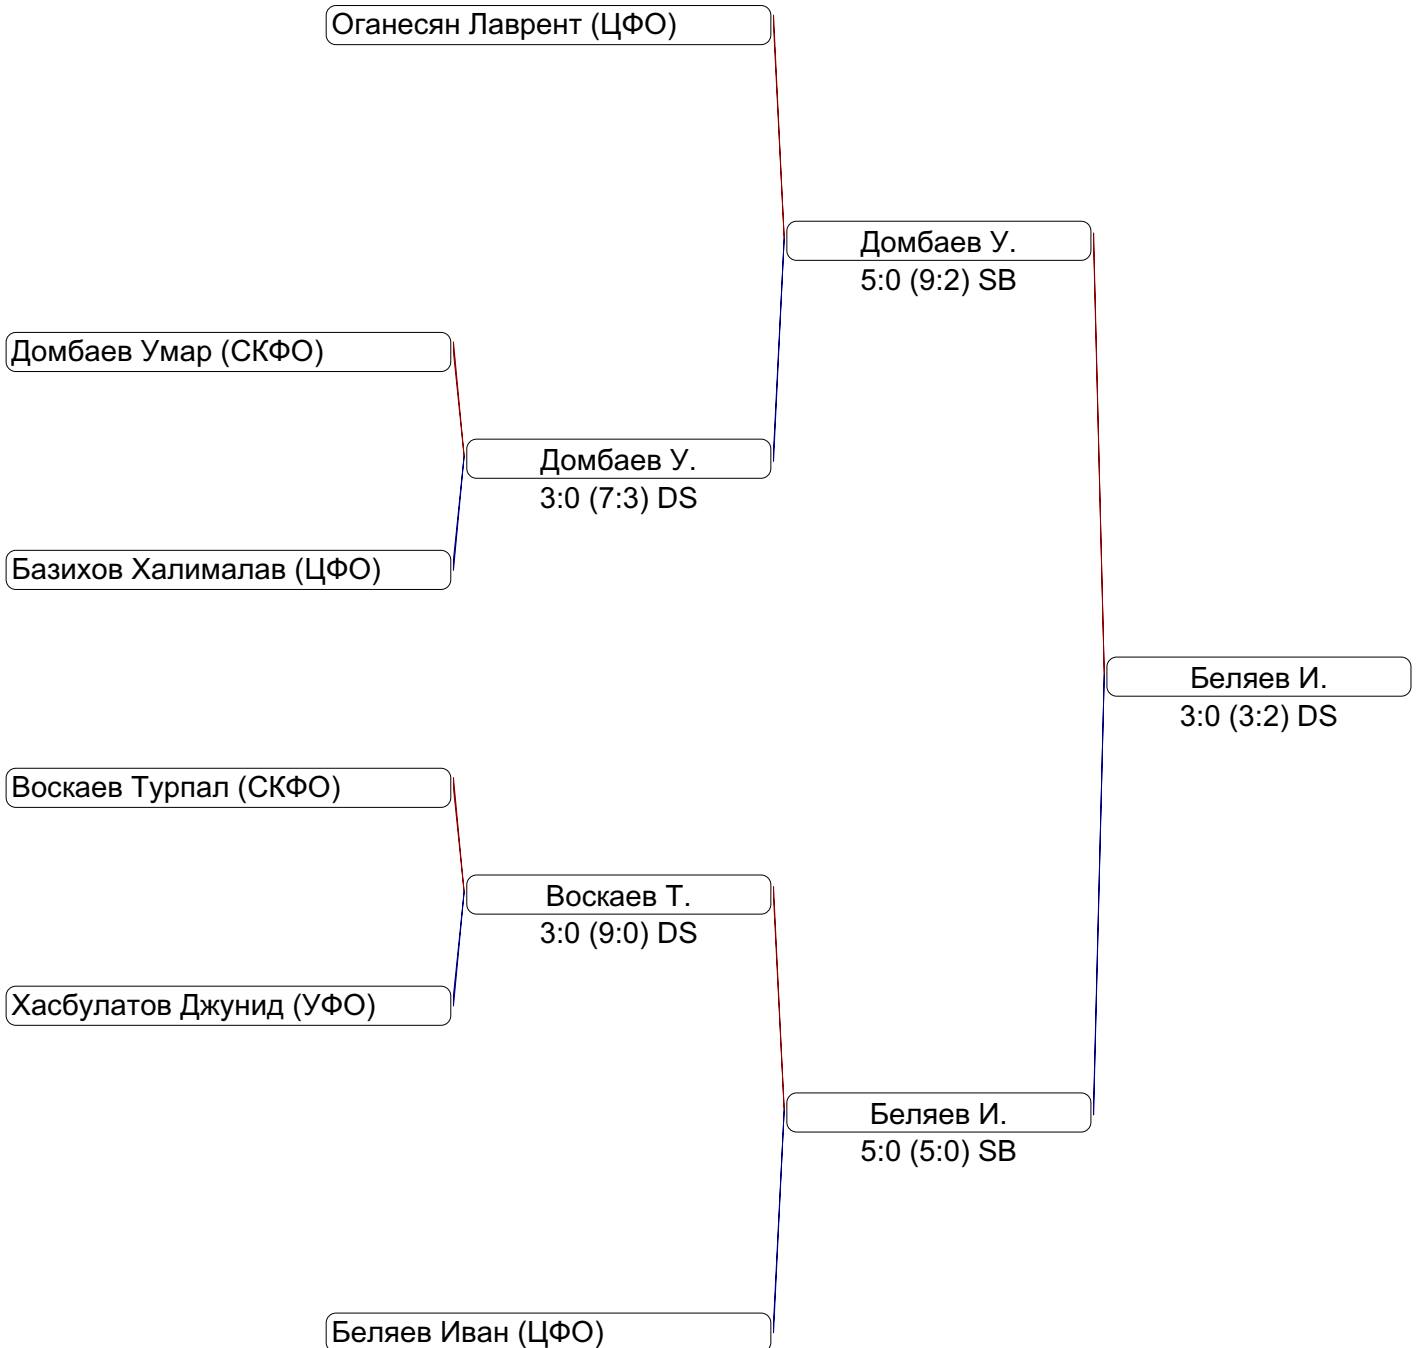 Оганесян Лаврент (ЦФО)
Домбаев У.
5:0 (9:2) SB
Домбаев Умар (СКФО)
Домбаев У.
3:0 (7:3) DS
Базихов Халималав (ЦФО)
Беляев И.
3:0 (3:2) DS
Воскаев Турпал (СКФО)
Воскаев Т.
3:0 (9:0) DS
Хасбулатов Джунид (УФО)
Беляев И.
5:0 (5:0) SB
Беляев Иван (ЦФО)